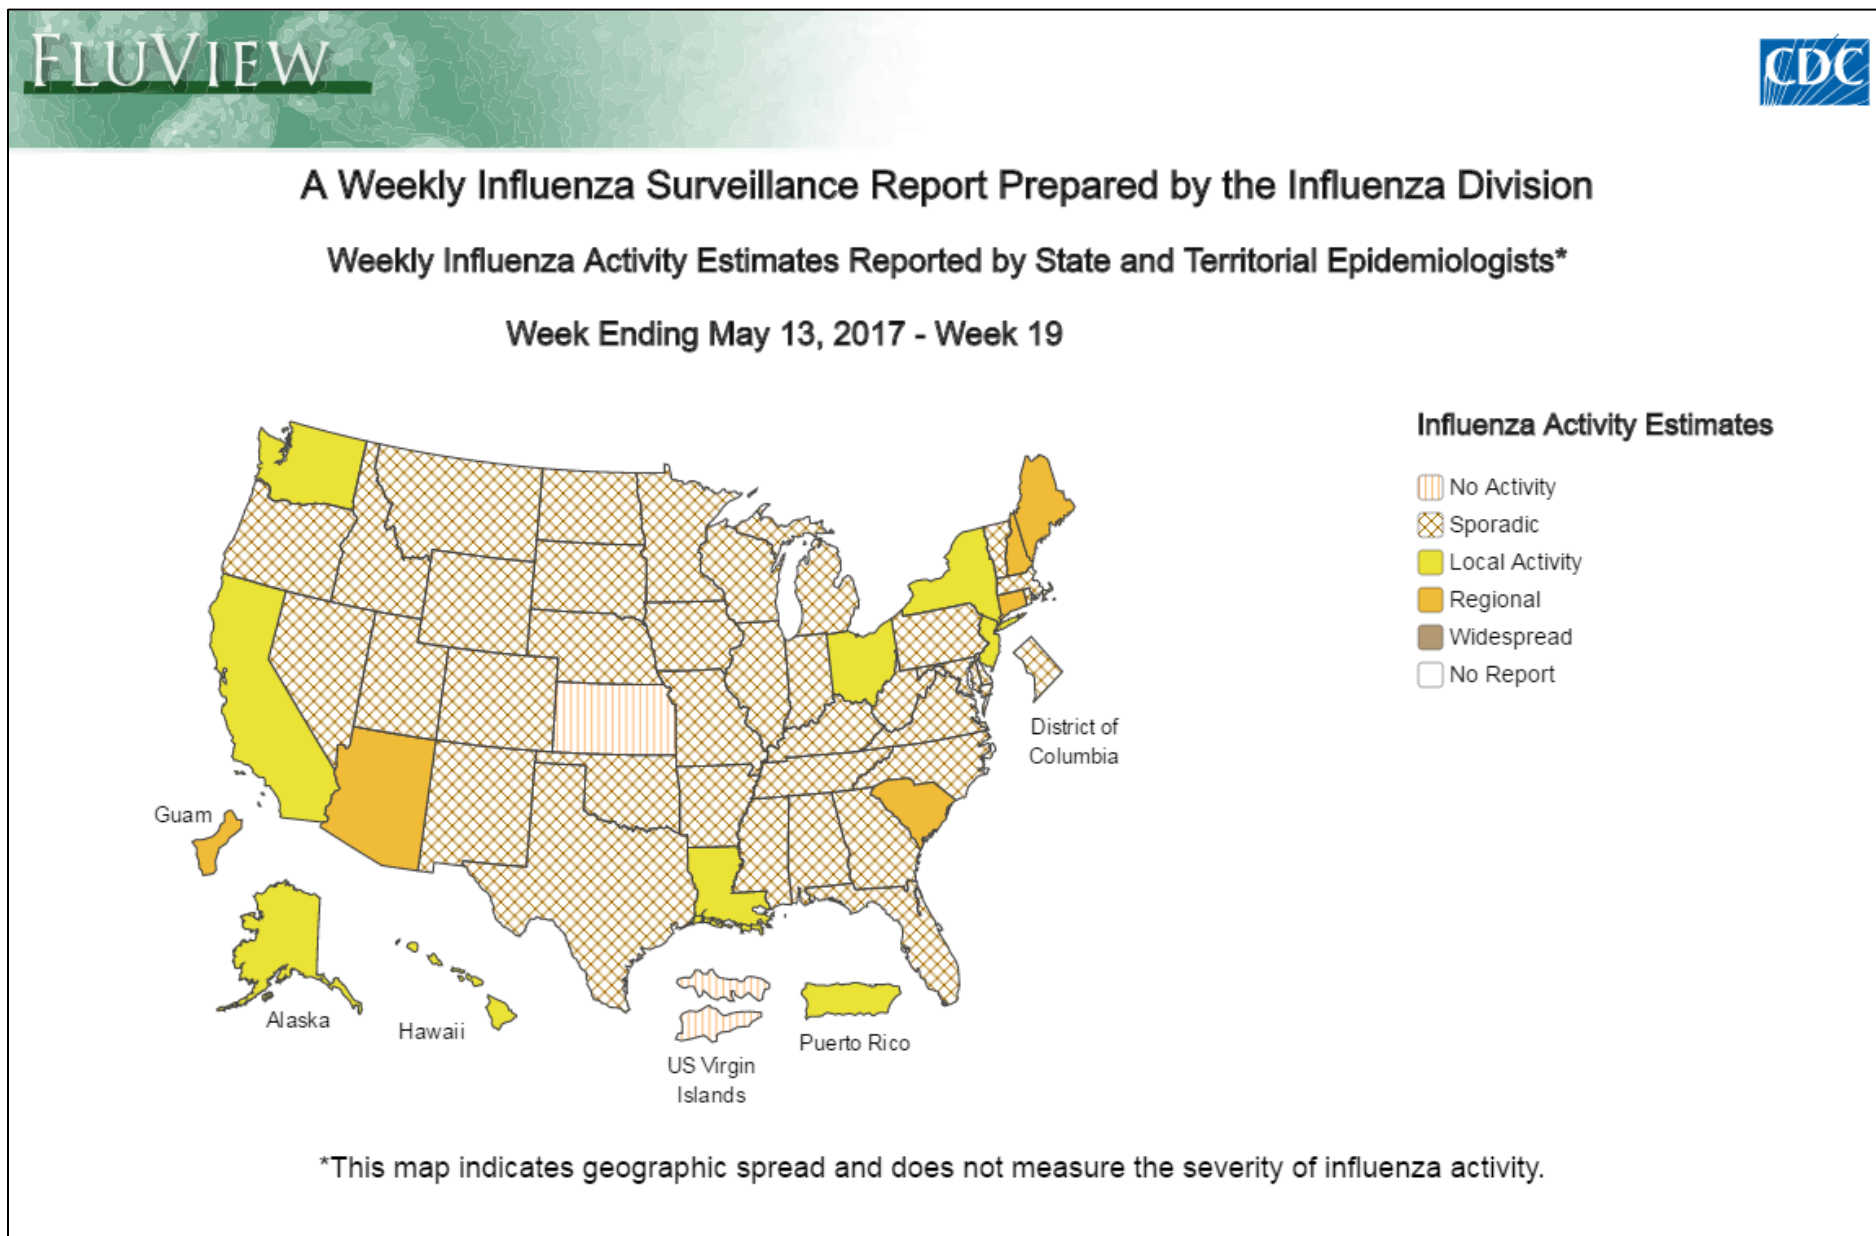 FLUVIEW
CDC
A Weekly Influenza Surveillance Report Prepared by the Influenza Division
Weekly Influenza Activity Estimates Reported by State and Territorial Epidemiologists*
Week Ending May 13, 2017 - Week 19
Influenza Activity Estimates
No Activity
Sporadic
Local Activity
Regional
Widespread
No Report
District of
Columbia
Guam
Alaska
Hawaii
US Virgin
Islands
Puerto Rico
*This map indicates geographic spread and does not measure the severity of influenza activity.